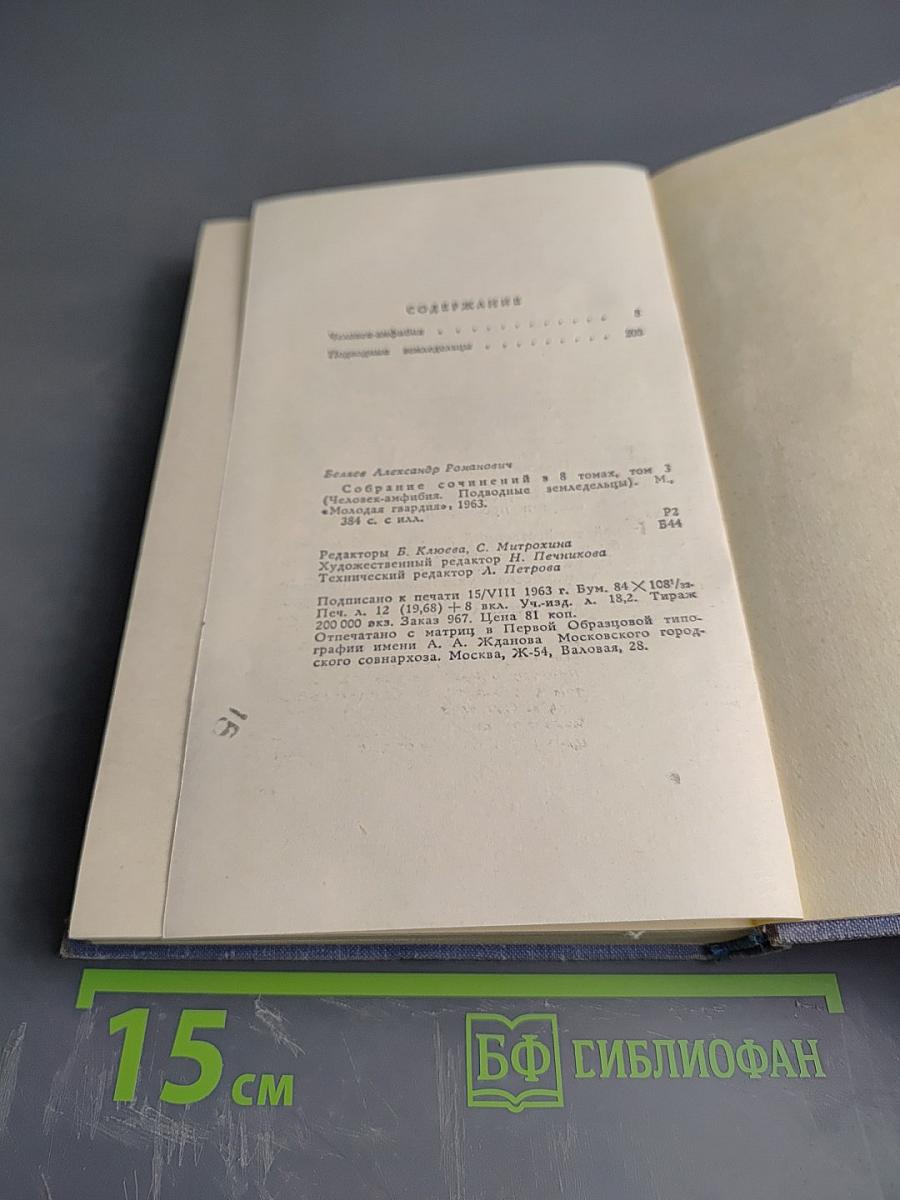 СОДЕРЖАНИЕ
Человек-амфибия . . . . . . . . . . . .
Подводные земледельцы . . . . . . . . . 203
Беляев Александр Романович
Собрание сочинений в 8 томах, том 3
(Человек-амфибия. Подводные земледельцы). М.,
«Молодая гвардия», 1963.
384 с. с илл.
Р2
Б44
Редакторы Б. Клюева, С. Митрохина
Художественный редактор Н. Печникова
Технический редактор Л. Петрова
Подписано к печати 15/VIII 1963 г. Бум. 84×108¹/₃₂.
Печ. л. 12 (19,68) + 8 вкл. Уч.-изд. л. 18,2. Тираж
200 000 экз. Заказ 967. Цена 81 коп.
Отпечатано с матриц в Первой Образцовой типо-
графии имени А. А. Жданова Московского город-
ского совнархоза. Москва, Ж-54, Валовая, 28.
15 см
БФ БИБЛИОФАН